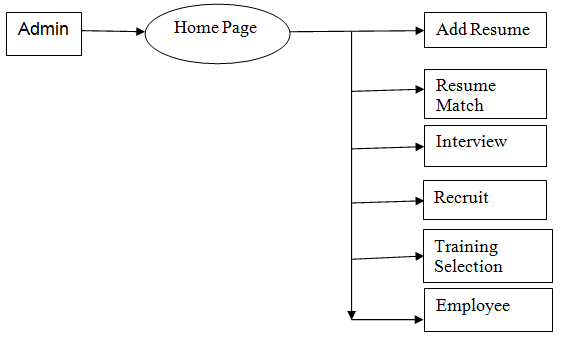 Admin
Home Page
Add Resume
Resume
Match
Interview
Recruit
Training
Selection
Employee